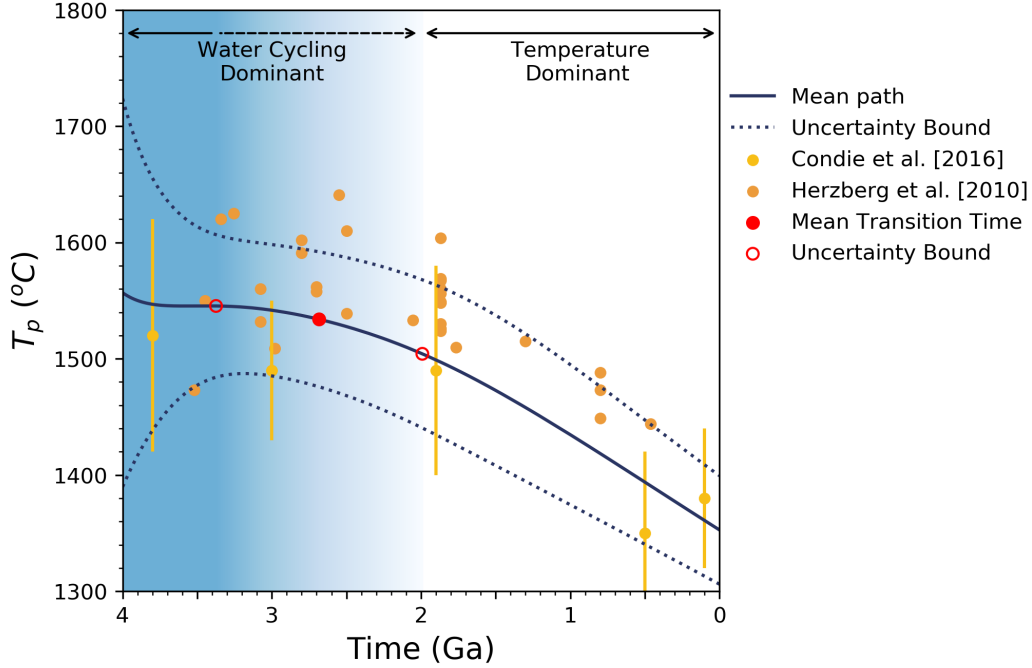 1800
1700
1600
1500
1400
1300
T_p (°C)
4
3
2
1
0
Time (Ga)
Water Cycling
Dominant
Temperature
Dominant
Mean path
Uncertainty Bound
Condie et al. [2016]
Herzberg et al. [2010]
Mean Transition Time
Uncertainty Bound